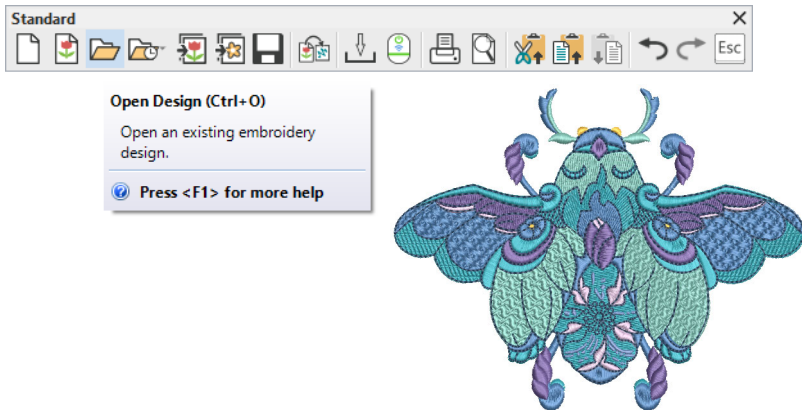 Standard
Esc
Open Design (Ctrl+O)
Open an existing embroidery
design.
Press <F1> for more help